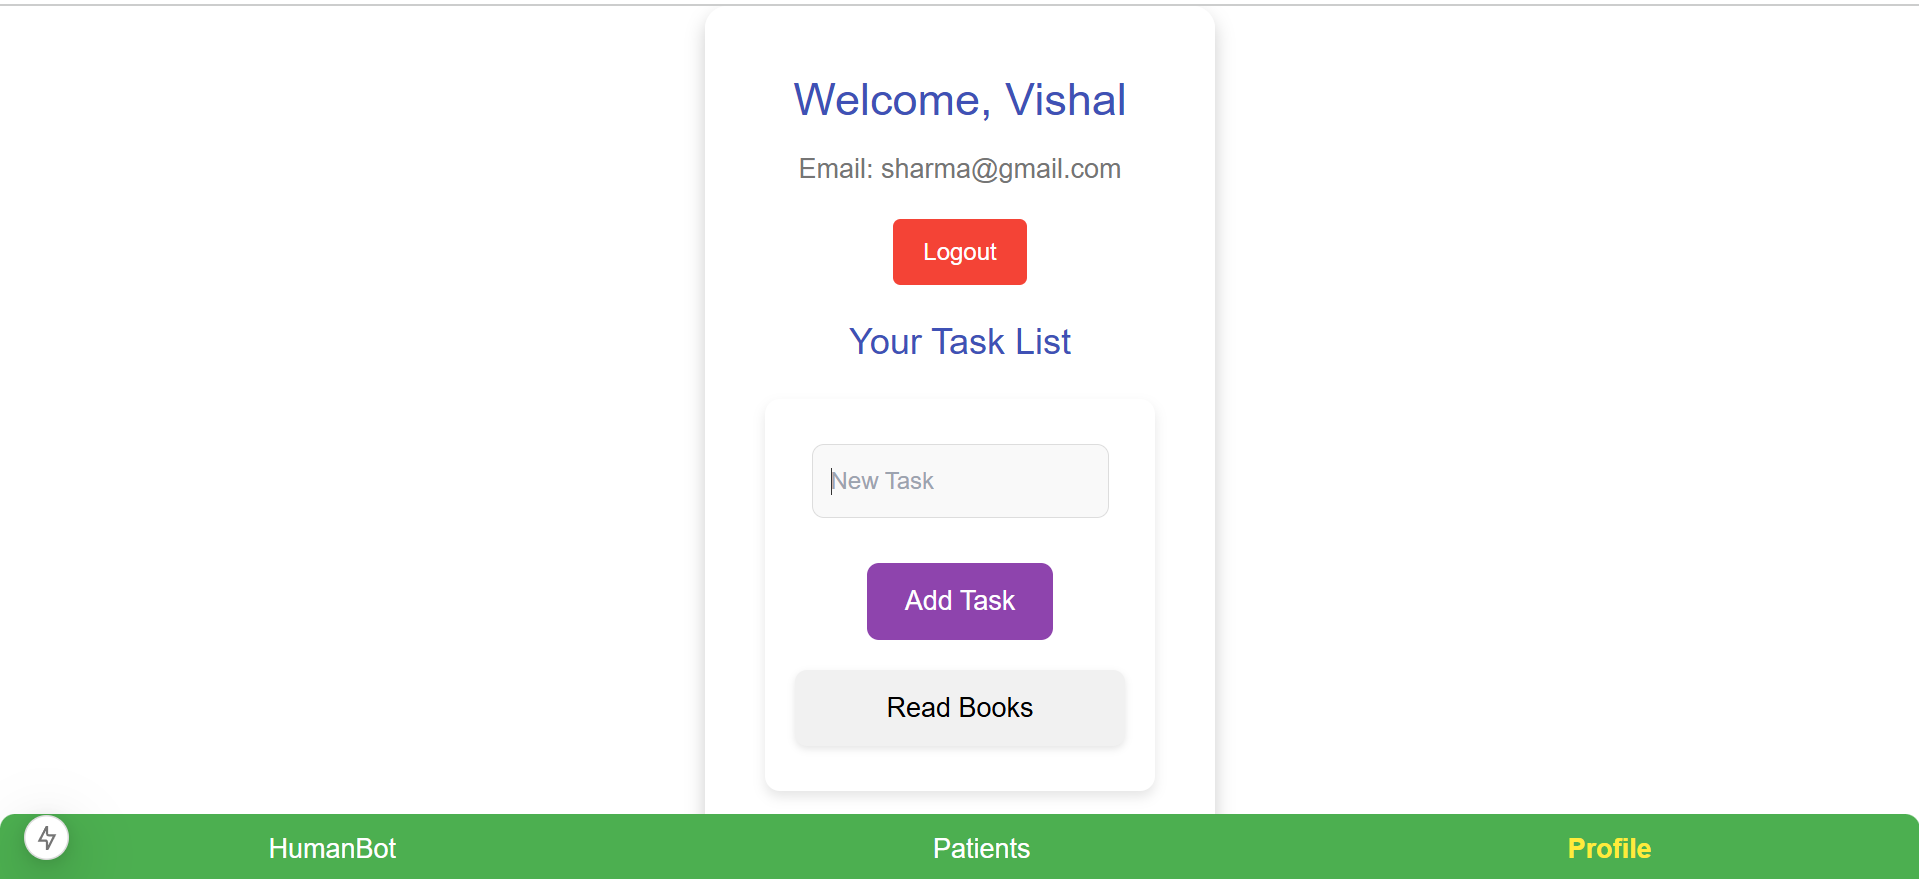 Welcome, Vishal
Email: sharma@gmail.com
Logout
Your Task List
New Task
Add Task
Read Books
HumanBot
Patients
Profile